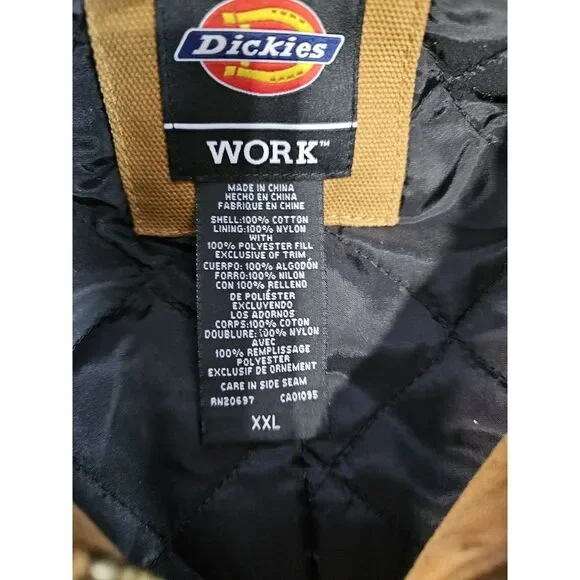 Dickies
WORK™
MADE IN CHINA
HECHO EN CHINA
FABRIQUE EN CHINE
SHELL:100% COTTON
LINING:100% NYLON
WITH
100% POLYESTER FILL
EXCLUSIVE OF TRIM
CUERPO: 100% ALGODÓN
FORRO:100% NILON
CON 100% RELLENO
DE POLIÉSTER
EXCLUYENDO
LOS ADORNOS
CORPS:100% COTON
DOUBLURE: 100% NYLON
AVEC
100% REMPLISSAGE
POLYESTER
EXCLUSIF DE ORNEMENT
CARE IN SIDE SEAM
RN20697 CA01095
XXL